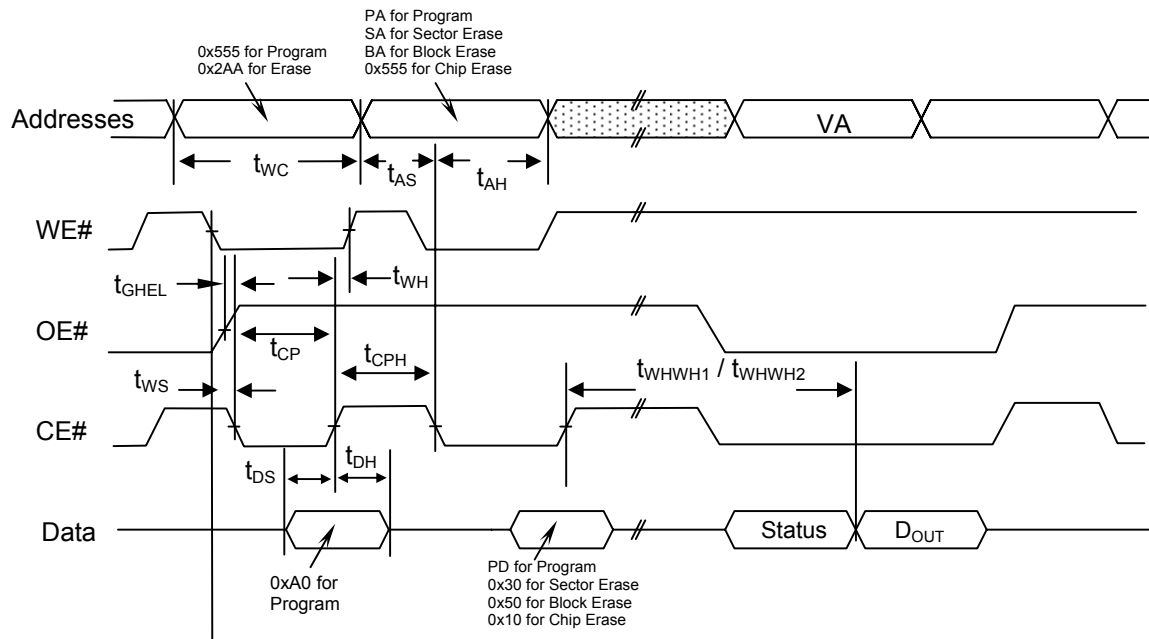 PA for Program
SA for Sector Erase
BA for Block Erase
0x555 for Chip Erase
0x555 for Program
0x2AA for Erase
Addresses
VA
tWC
tAS
tAH
WE#
tGHEL
tWH
OE#
tCP
tCPH
tWHWH1 / tWHWH2
tWS
CE#
tDS
tDH
Data
Status
DOUT
0xA0 for
Program
PD for Program
0x30 for Sector Erase
0x50 for Block Erase
0x10 for Chip Erase